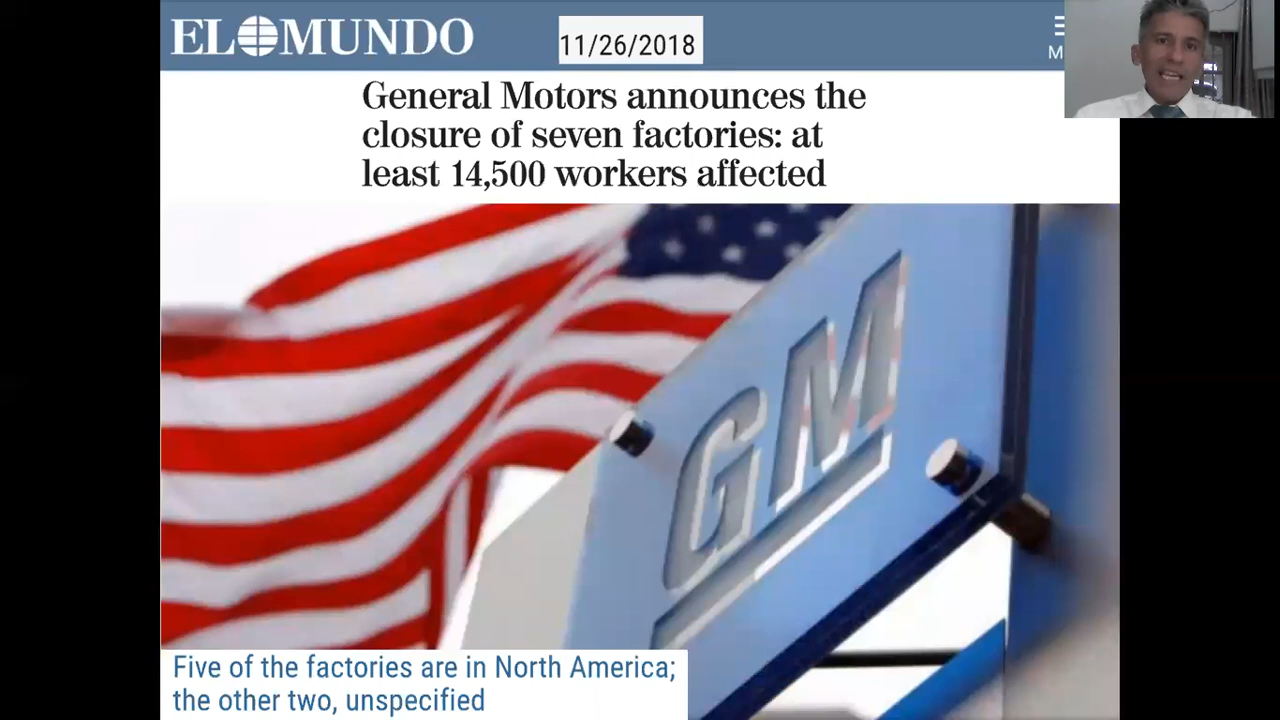 EL MUNDO
11/26/2018
M
General Motors announces the
closure of seven factories: at
least 14,500 workers affected
GM
Five of the factories are in North America;
the other two, unspecified